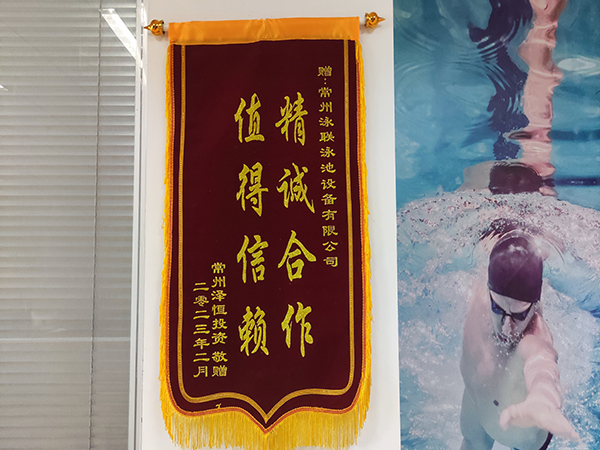 赠:常州泳联泳池设备有限公司
精诚合作
值得信赖
常州泽恒投资 敬赠
二零二三年二月